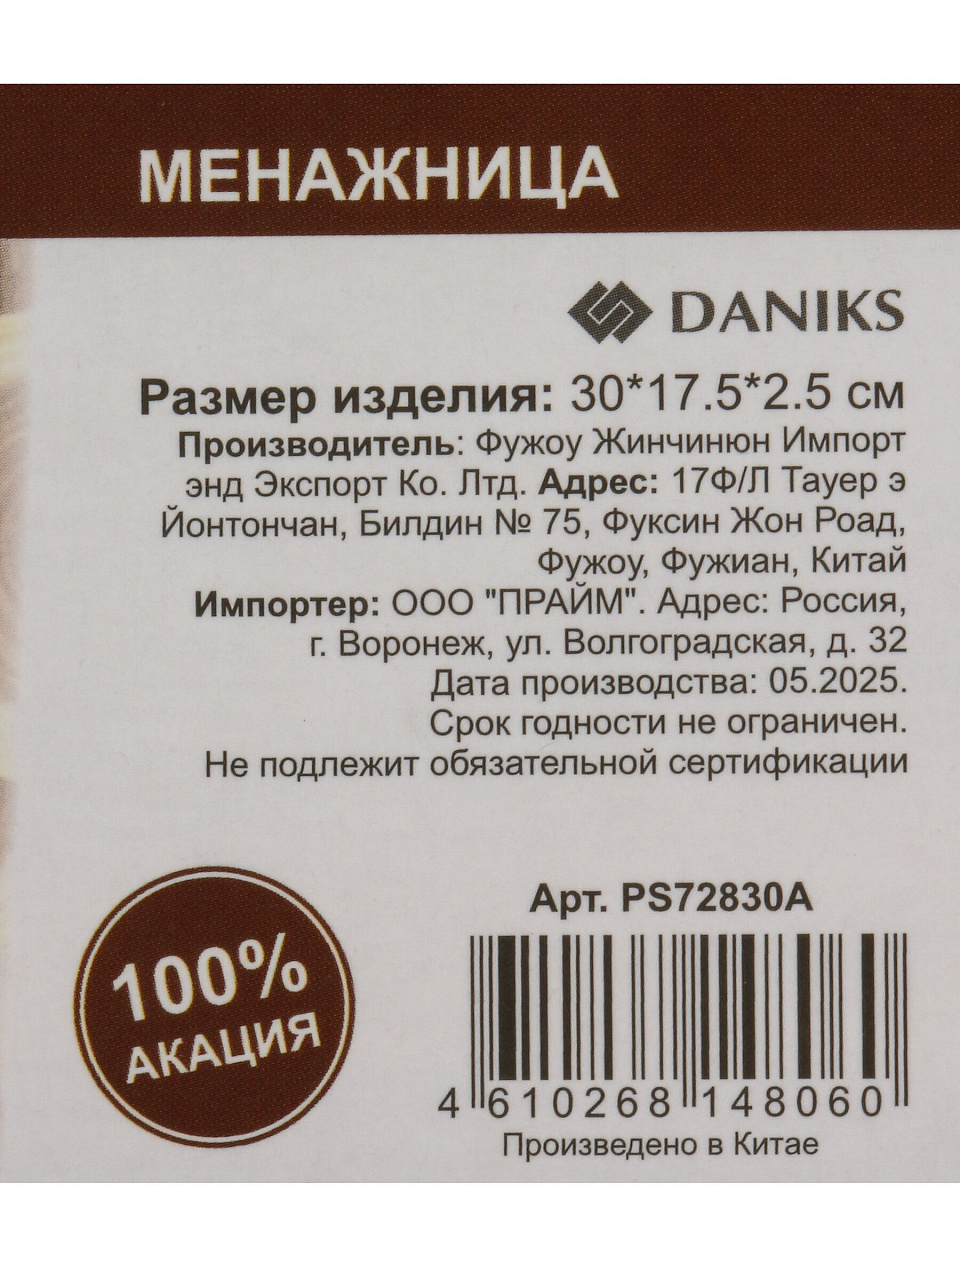 МЕНАЖНИЦА
DANIKS
Размер изделия: 30*17.5*2.5 см
Производитель: Фужоу Жинчинюн Импорт
энд Экспорт Ко. Лтд. Адрес: 17Ф/Л Тауер э
Йонтончан, Билдин № 75, Фуксин Жон Роад,
Фужоу, Фужиан, Китай
Импортер: ООО "ПРАЙМ". Адрес: Россия,
г. Воронеж, ул. Волгоградская, д. 32
Дата производства: 05.2025.
Срок годности не ограничен.
Не подлежит обязательной сертификации
100%
АКАЦИЯ
Арт. PS72830A
4 610268 148060
Произведено в Китае